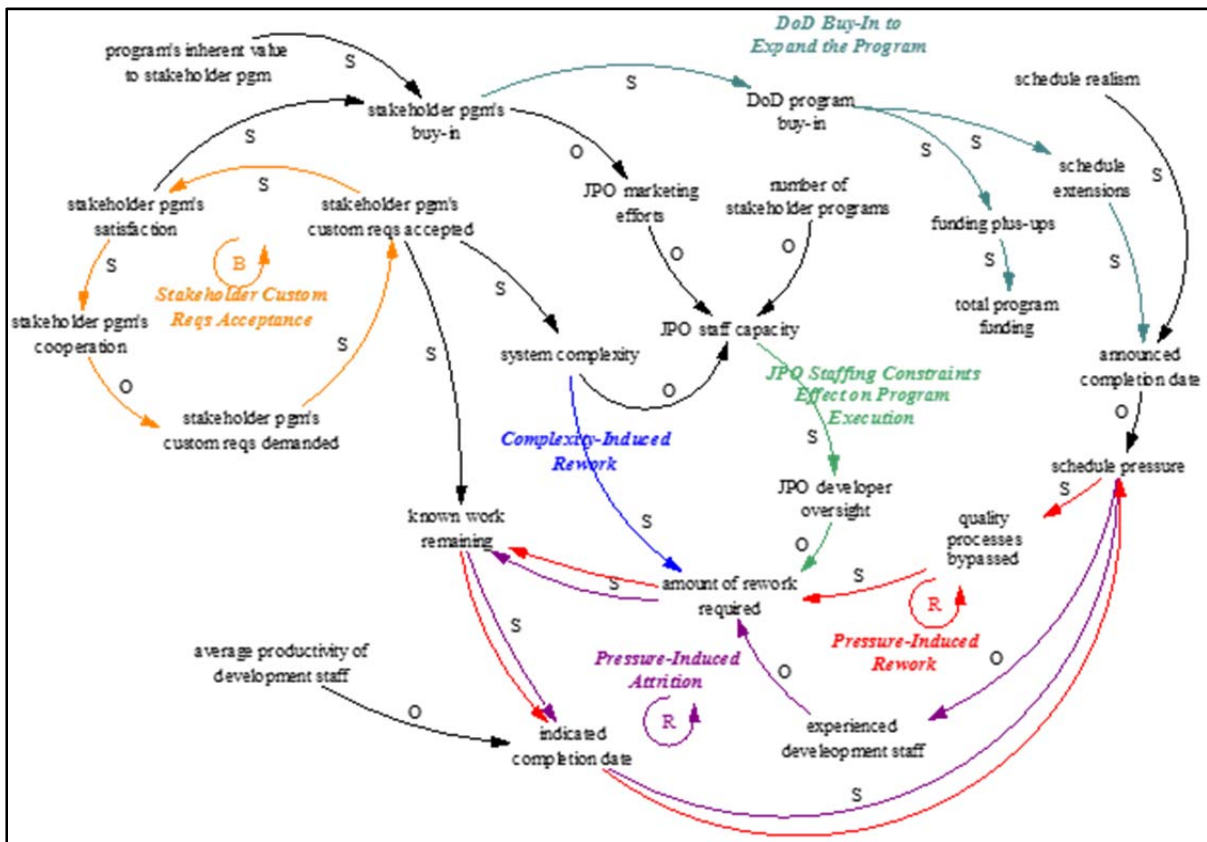 DoD Buy-In to
Expand the Program
program's inherent value
to stakeholder pgm
S
schedule realism
S
stakeholder pgm's
buy-in
DoD program
buy-in
S
O
S
S
S
S
stakeholder pgm's
satisfaction
stakeholder pgm's
custom reqs accepted
JPO marketing
efforts
number of
stakeholder programs
schedule
extensions
funding plus-ups
S
B
Stakeholder Custom
Reqs Acceptance
S
O
O
S
S
total program
funding
stakeholder pgm's
cooperation
JPO staff capacity
system complexity
S
S
O
O
announced
completion date
JPO Staffing Constraints
Effect on Program
Execution
O
stakeholder pgm's
custom reqs demanded
Complexity-Induced
Rework
S
schedule pressure
S
JPO developer
oversight
known work
remaining
quality
processes
bypassed
S
O
S
S
amount of rework
required
R
Pressure-Induced
Rework
S
average productivity of
development staff
Pressure-Induced
Attrition
O
O
O
R
indicated
completion date
experienced
develeopment staff
S